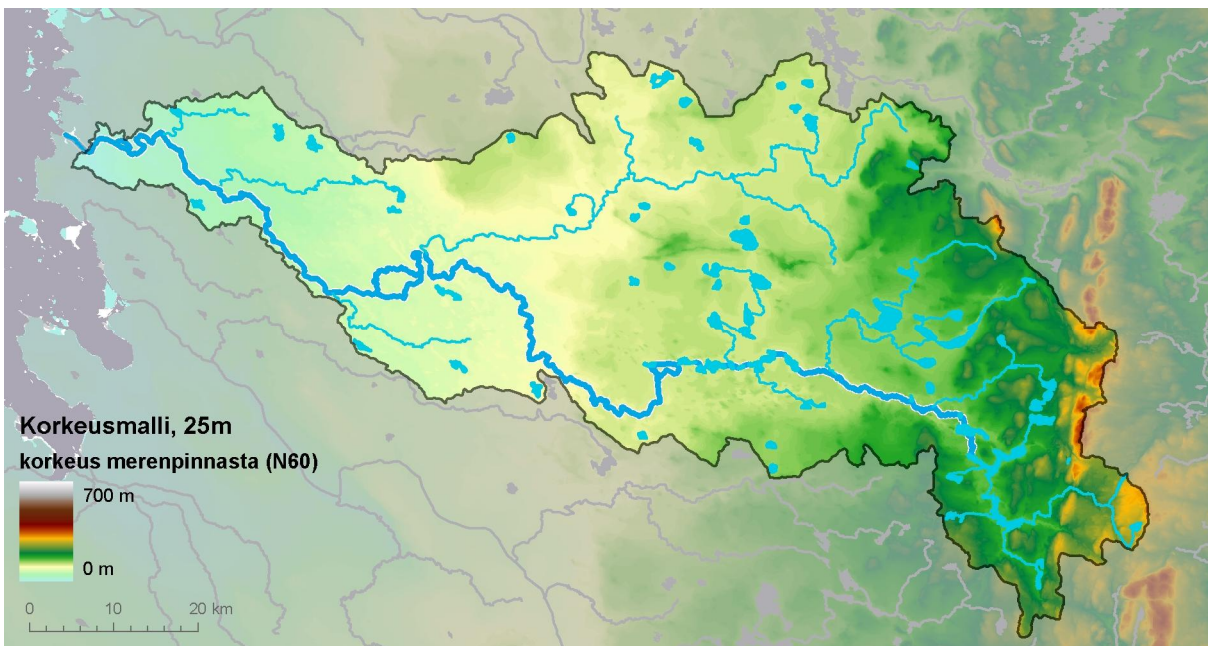 Korkeusmalli, 25m
korkeus merenpinnasta (N60)
700 m
0 m
0 10 20 km